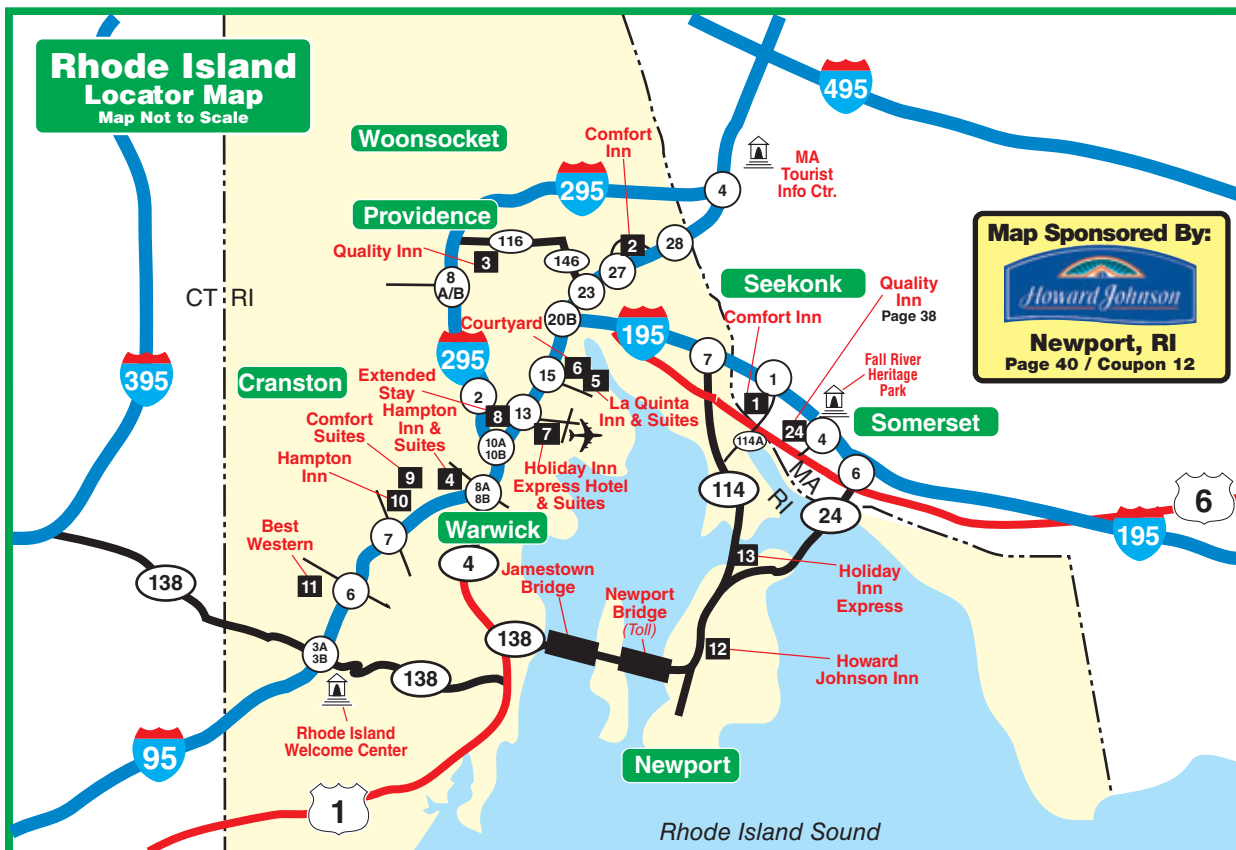 Rhode Island
Locator Map
Map Not to Scale
495
Woonsocket
Comfort
Inn
MA
Tourist
Info Ctr.
4
295
Providence
116
Quality Inn
3
146
2
28
27
Map Sponsored By:
Howard Johnson
Newport, RI
Page 40 / Coupon 12
8
A/B
23
CT
RI
20B
Seekonk
Comfort Inn
Quality
Inn
Page 38
Courtyard
195
295
395
Cranston
7
1
Fall River
Heritage
Park
15
6
5
La Quinta
Inn & Suites
Extended
Stay
2
8
13
Hampton
Inn &
Suites
1
24
4
Somerset
Comfort
Suites
10A
10B
7
114A
Holiday Inn
Express Hotel
& Suites
Hampton
Inn
9
4
10
8A
8B
MA
RI
6
114
24
6
195
Best
Western
11
7
Warwick
4
Jamestown
Bridge
Newport
Bridge
(Toll)
13
Holiday
Inn
Express
138
6
138
12
Howard
Johnson Inn
3A
3B
138
Rhode Island
Welcome Center
95
Newport
1
Rhode Island Sound